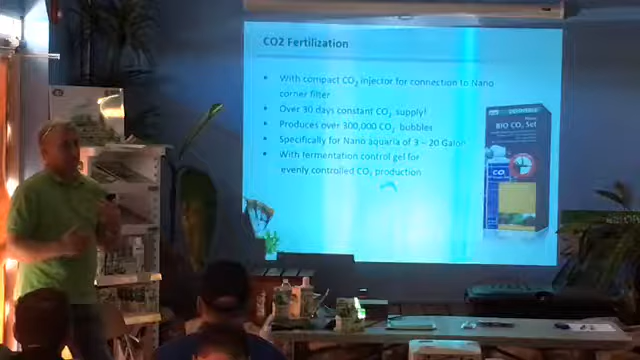 CO2 Fertilization
• With compact CO₂ injector for connection to Nano
corner filter
• Over 30 days constant CO₂ supply!
• Produces over 300,000 CO₂ bubbles
• Specifically for Nano aquaria of 3 – 20 Galon
• With fermentation control gel for
evenly controlled CO₂ production
BIO CO₂ Set
CO₂